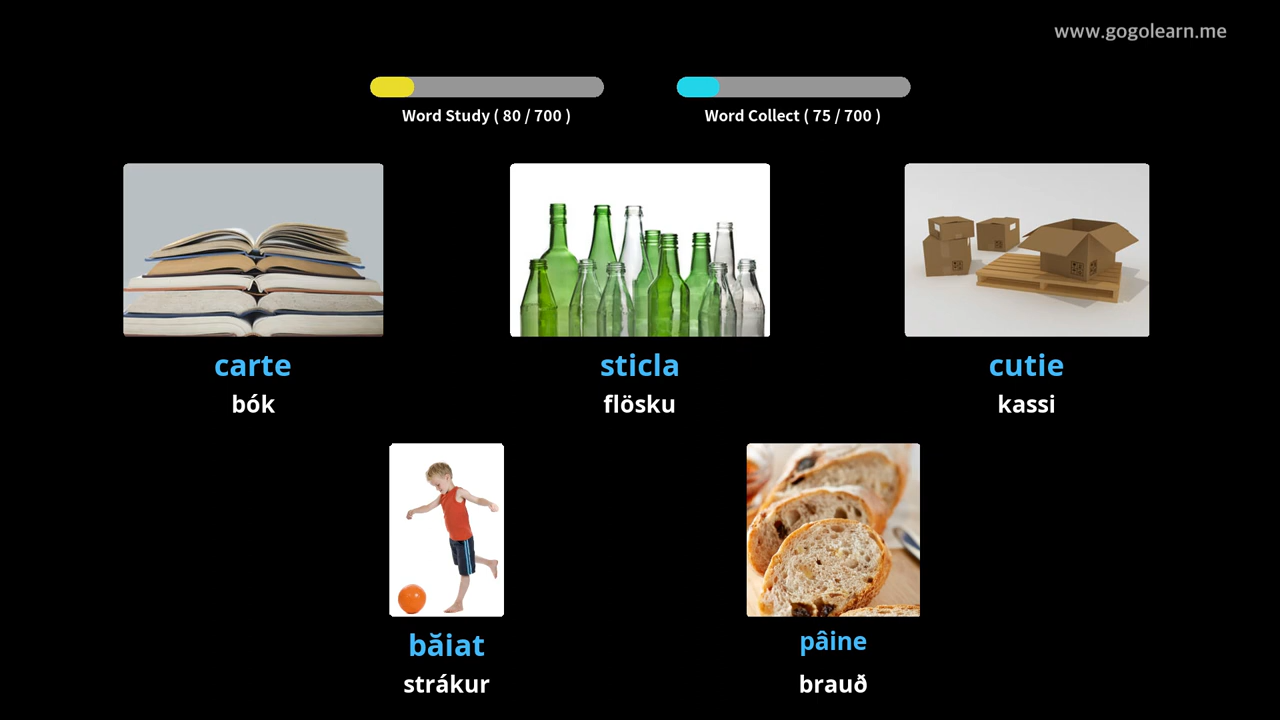 www.gogolearn.me
Word Study ( 80 / 700 )
Word Collect ( 75 / 700 )
carte
sticla
cutie
bók
flösku
kassi
băiat
pâine
strákur
brauð